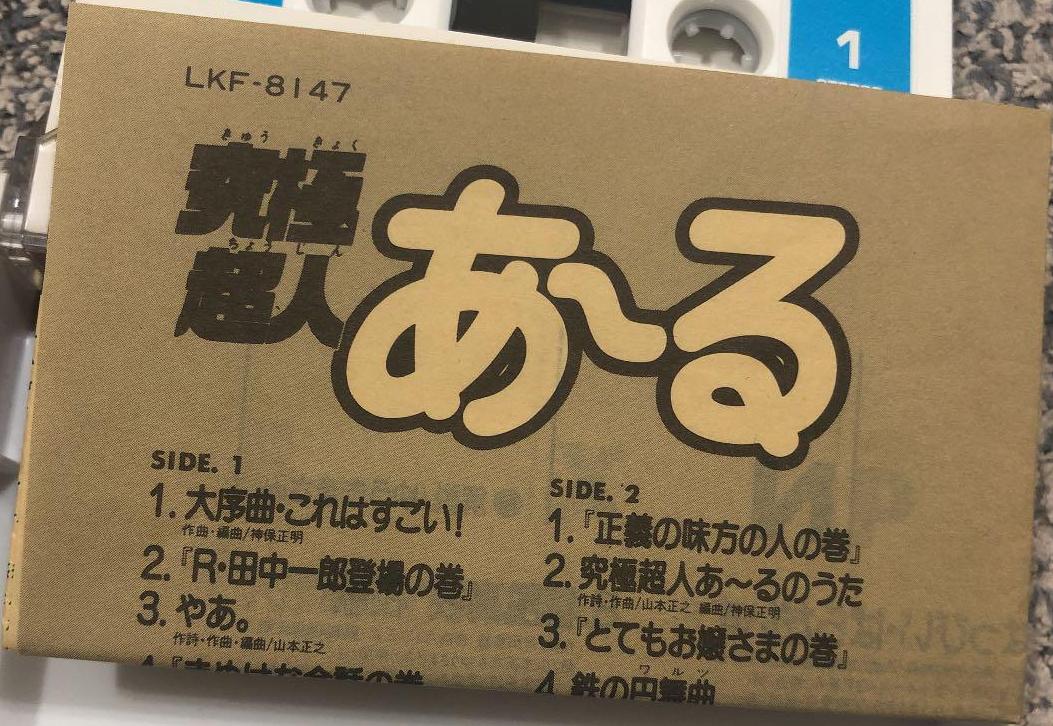 1
LKF-8147
きゅう きょく
究極
ちょう じん
超人
あ〜る
SIDE. 1
1. 大序曲・これはすごい!
作曲・編曲/神保正明
2. 『R・田中一郎登場の巻』
3. やあ。
作詩・作曲・編曲/山本正之
SIDE. 2
1. 『正義の味方の人の巻』
2. 究極超人あ〜るのうた
作詩・作曲/山本正之 編曲/神保正明
3. 『とてもお嬢さまの巻』
ワルツ
4. 鉄の円舞曲